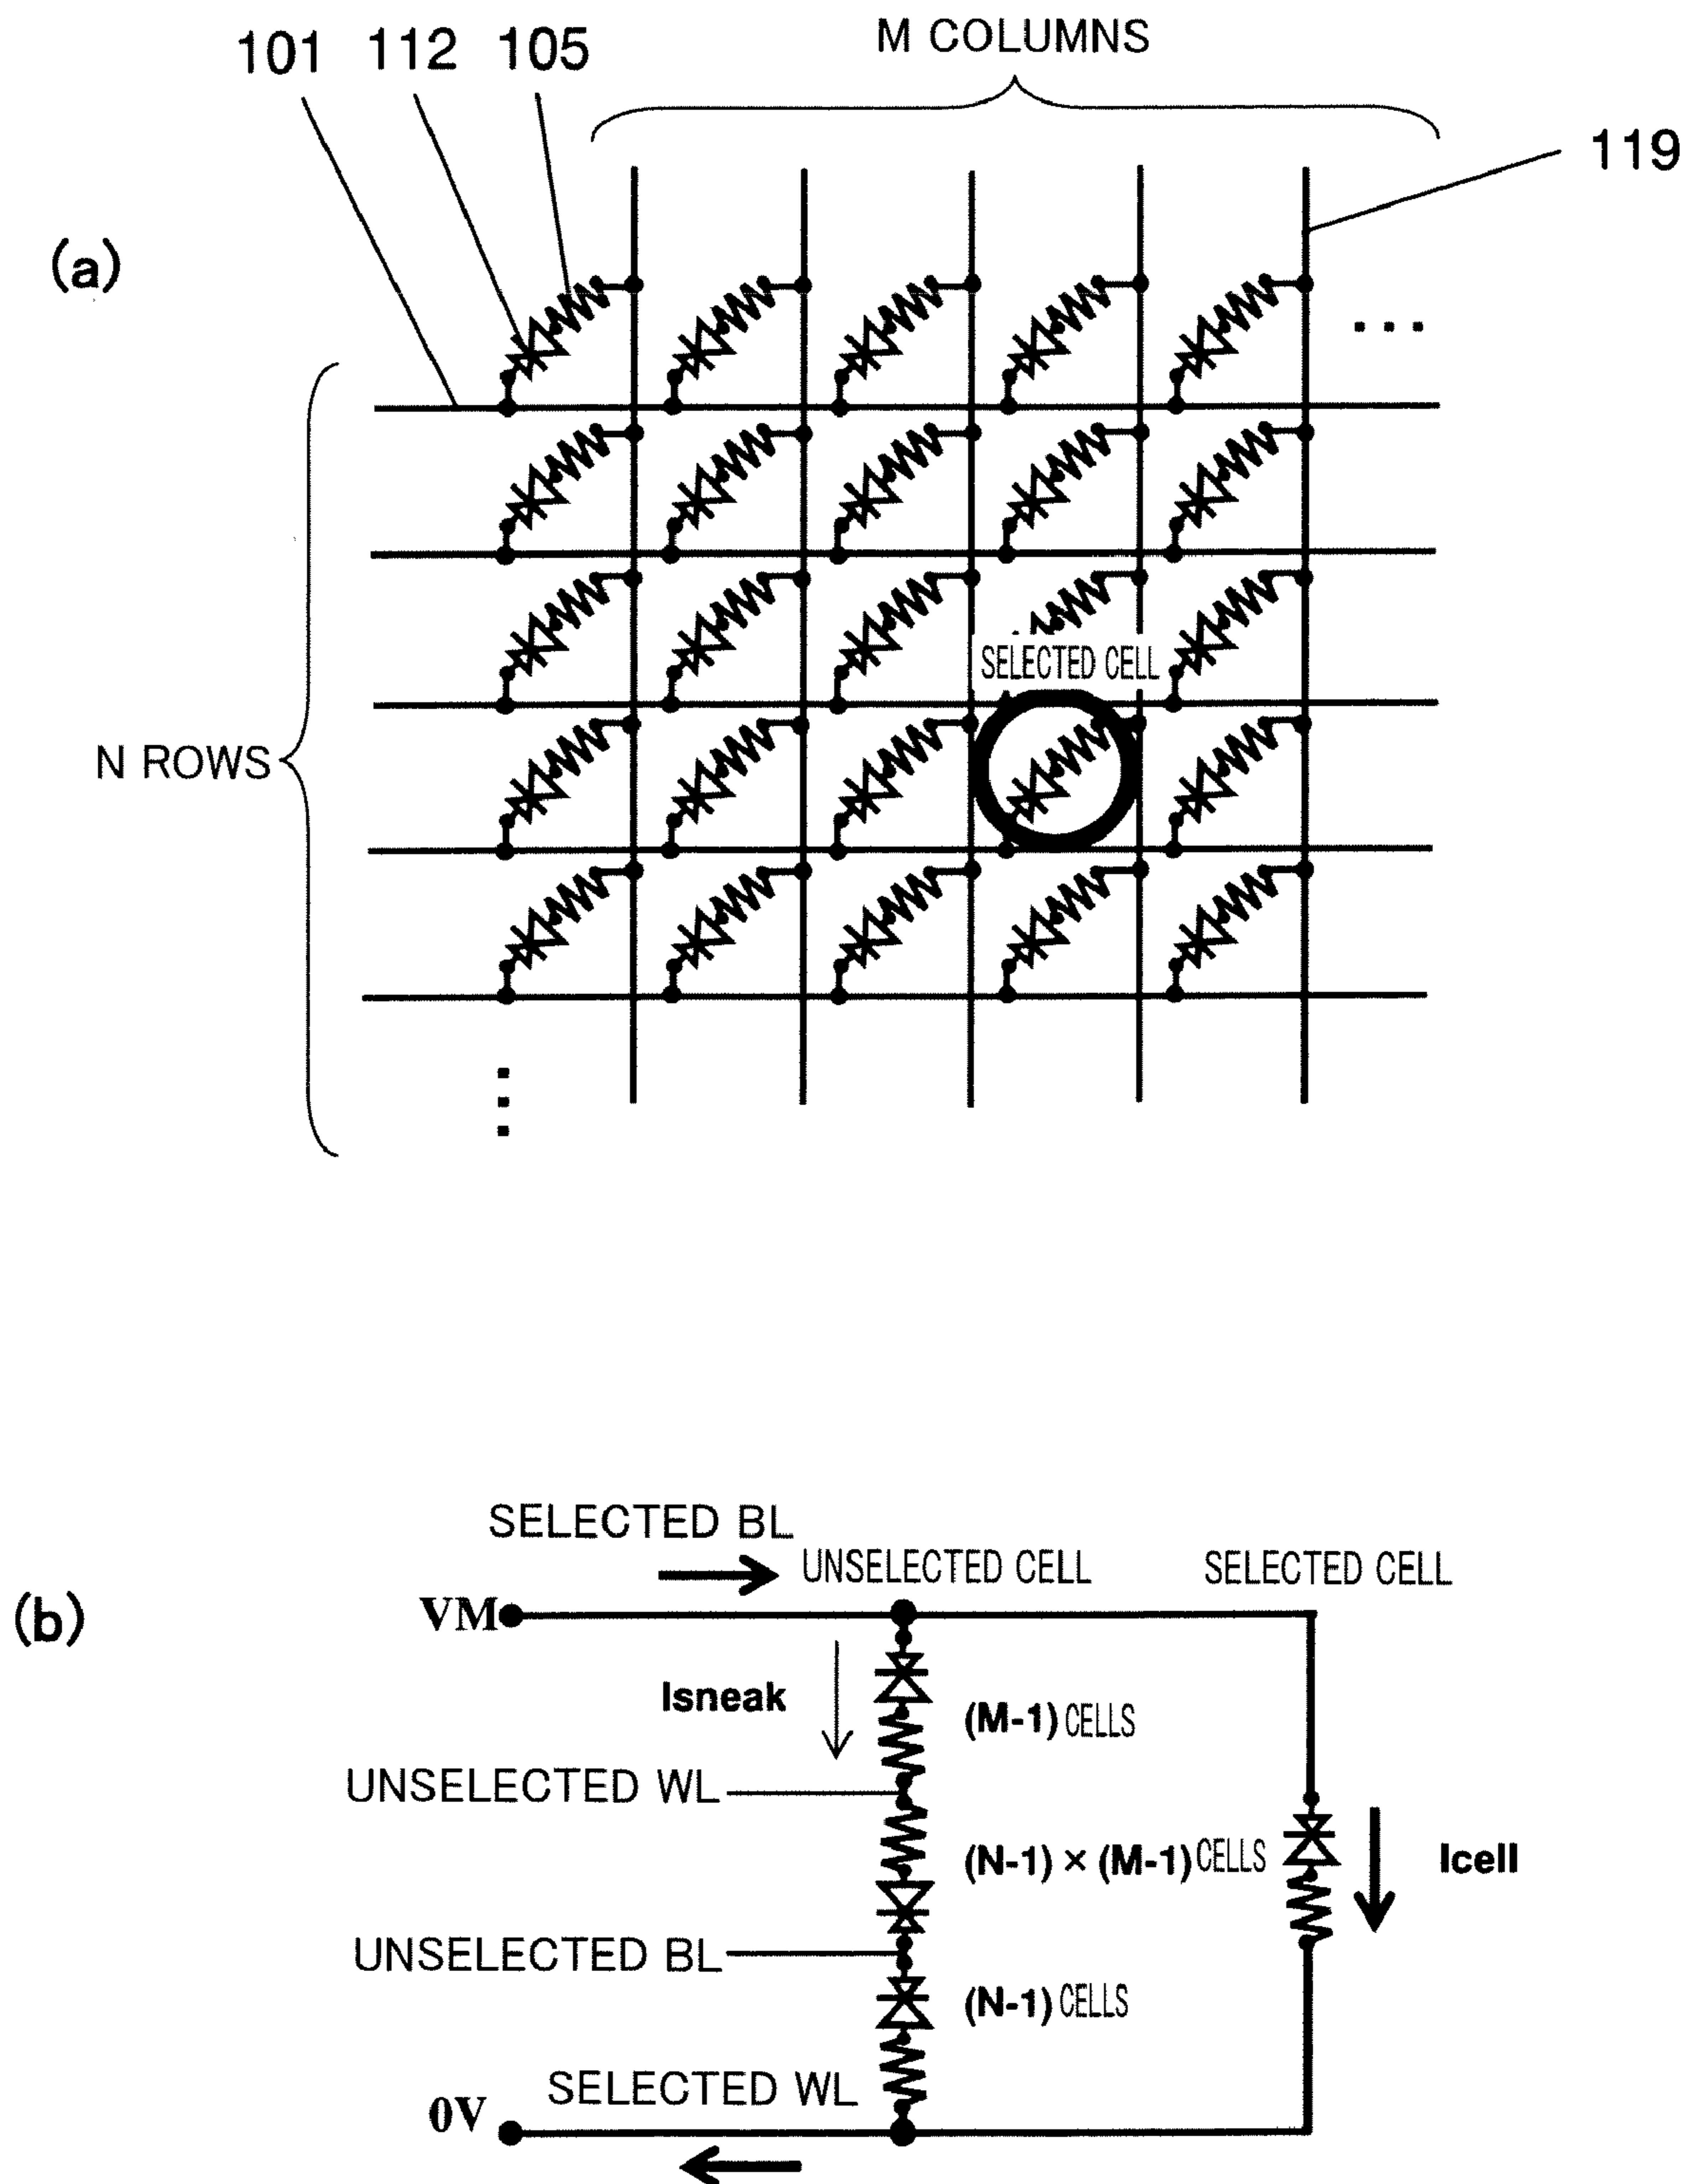 101 112 105
M COLUMNS
119
(a)
...
SELECTED CELL
N ROWS
SELECTED BL
UNSELECTED CELL
SELECTED CELL
(b)
VM
Isneak
(M-1) CELLS
UNSELECTED WL
(N-1) × (M-1) CELLS
Icell
UNSELECTED BL
(N-1) CELLS
SELECTED WL
0V